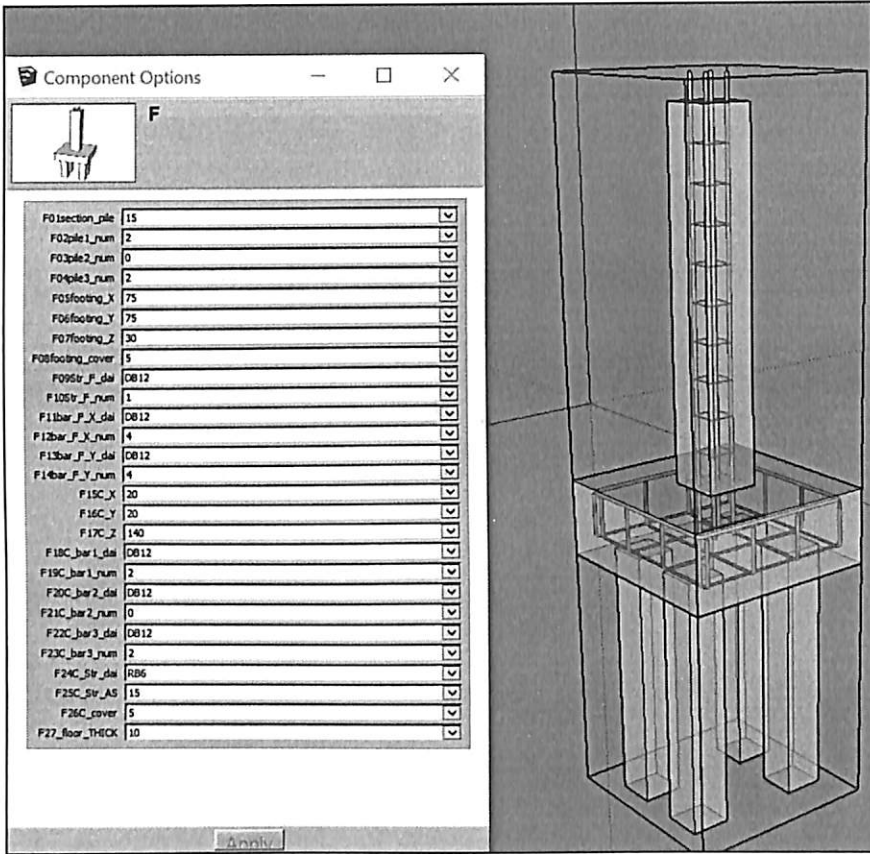 Component Options
F
F01section_pile 15
F02pile1_num 2
F03pile2_num 0
F04pile3_num 2
F05footing_X 75
F06footing_Y 75
F07footing_Z 30
F08footing_cover 5
F09Str_F_dai DB12
F10Str_F_num 1
F11bar_F_X_dai DB12
F12bar_F_X_num 4
F13bar_F_Y_dai DB12
F14bar_F_Y_num 4
F15C_X 20
F16C_Y 20
F17C_Z 140
F18C_bar1_dai DB12
F19C_bar1_num 2
F20C_bar2_dai DB12
F21C_bar2_num 0
F22C_bar3_dai DB12
F23C_bar3_num 2
F24C_Str_dai RB6
F25C_Str_AS 15
F26C_cover 5
F27_floor_THICK 10
Apply